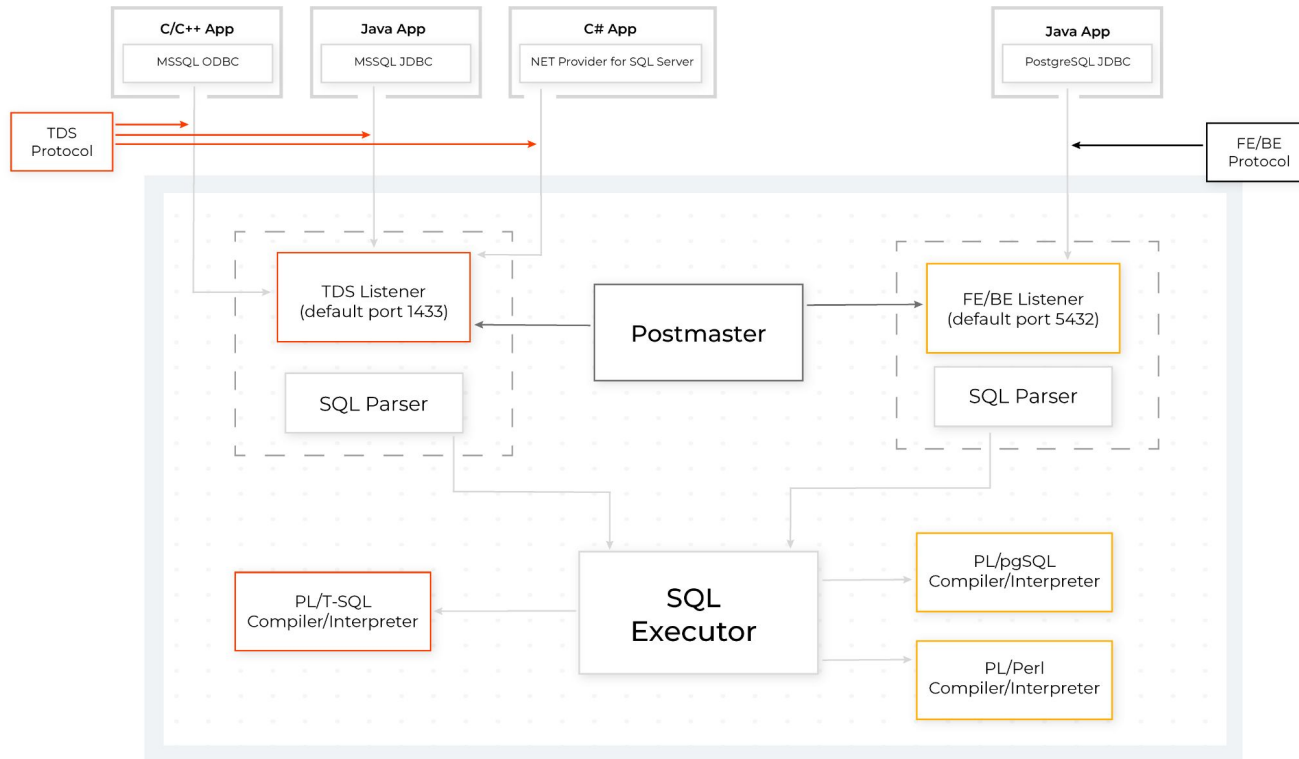 C/C++ App
MSSQL ODBC
Java App
MSSQL JDBC
C# App
NET Provider for SQL Server
Java App
PostgreSQL JDBC
TDS
Protocol
FE/BE
Protocol
TDS Listener
(default port 1433)
Postmaster
FE/BE Listener
(default port 5432)
SQL Parser
SQL Parser
SQL
Executor
PL/T-SQL
Compiler/Interpreter
PL/pgSQL
Compiler/Interpreter
PL/Perl
Compiler/Interpreter